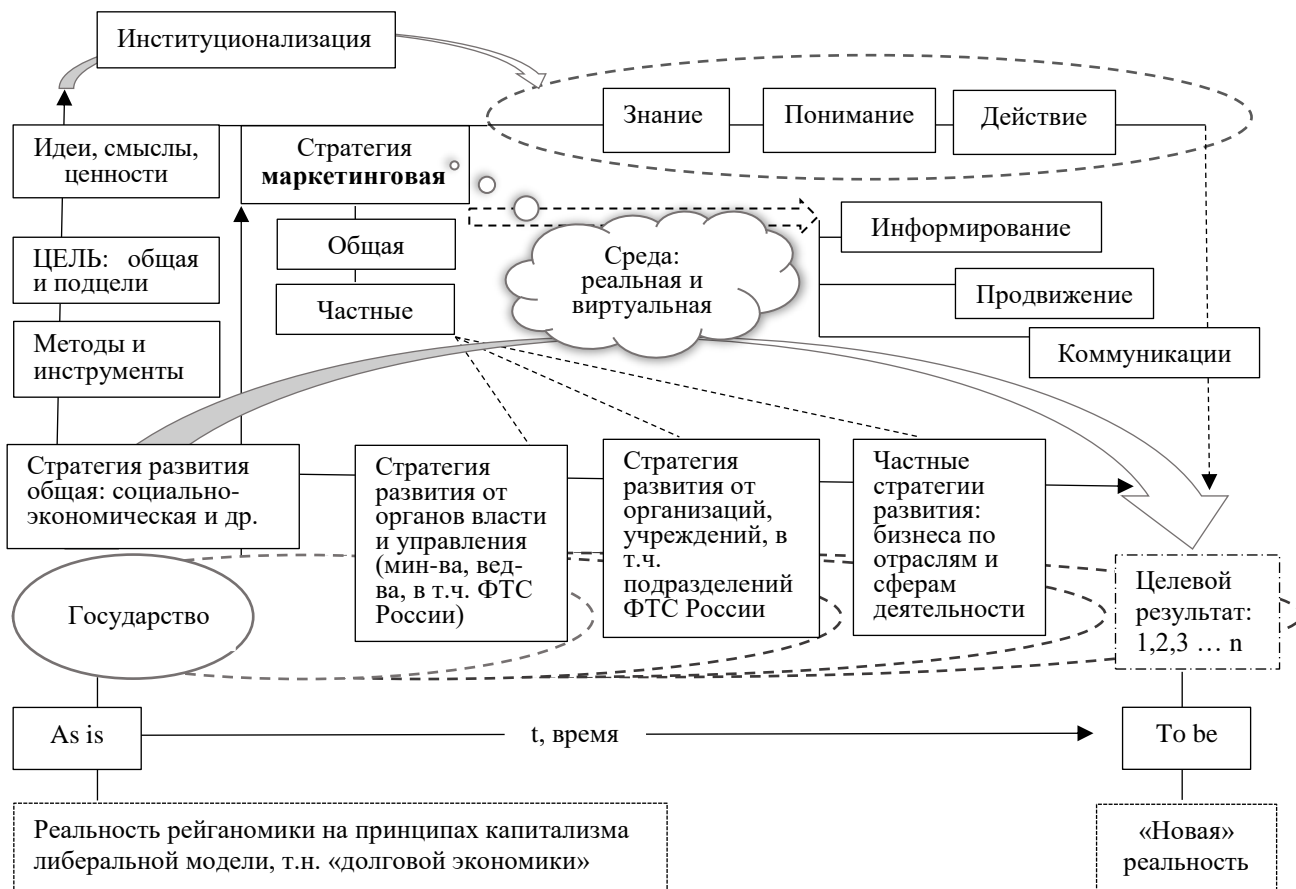 Институционализация
Знание
Понимание
Действие
Идеи, смыслы,
ценности
Стратегия
маркетинговая
ЦЕЛЬ: общая
и подцели
Общая
Частные
Среда:
реальная и
виртуальная
Информирование
Продвижение
Коммуникации
Методы и
инструменты
Стратегия развития
общая: социально-
экономическая и др.
Стратегия
развития от
органов власти
и управления
(мин-ва, вед-
ва, в т.ч. ФТС
России)
Стратегия
развития от
организаций,
учреждений, в
т.ч.
подразделений
ФТС России
Частные
стратегии
развития:
бизнеса по
отраслям и
сферам
деятельности
Государство
Целевой
результат:
1,2,3 … n
As is
t, время
To be
Реальность рейганомики на принципах капитализма
либеральной модели, т.н. «долговой экономики»
«Новая»
реальность